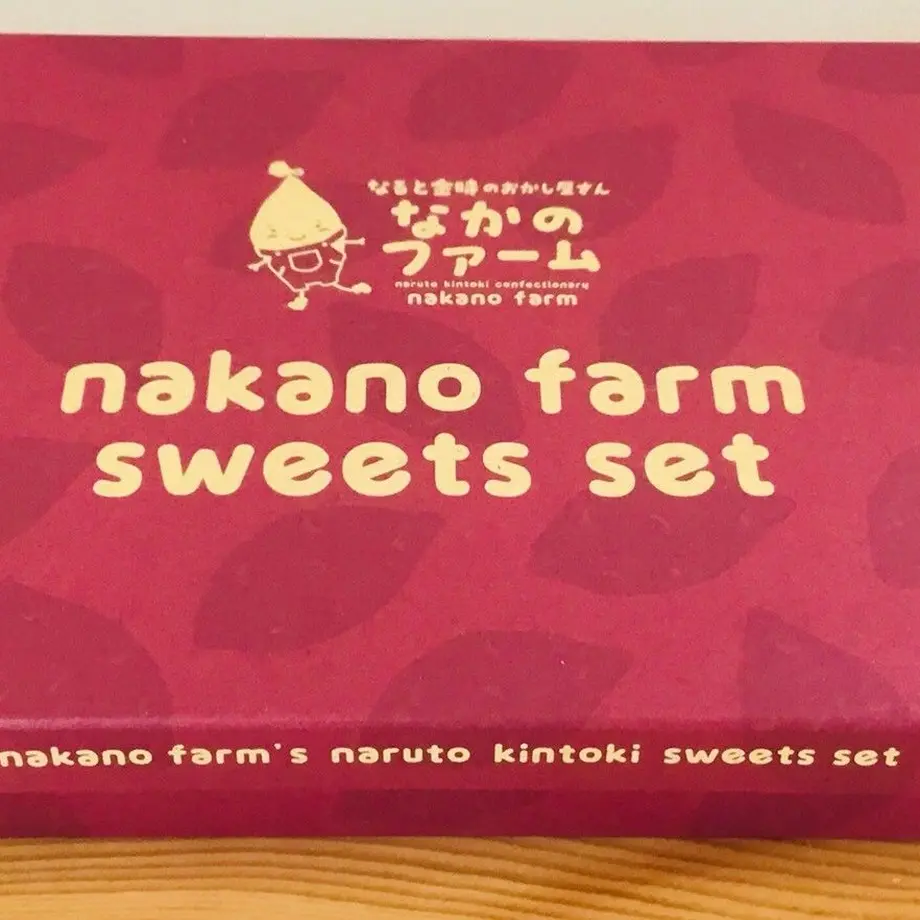 なると金時のおかし屋さん
なかの
ファーム
naruto kintoki confectionery
nakano farm
nakano farm
sweets set
nakano farm's naruto kintoki sweets set